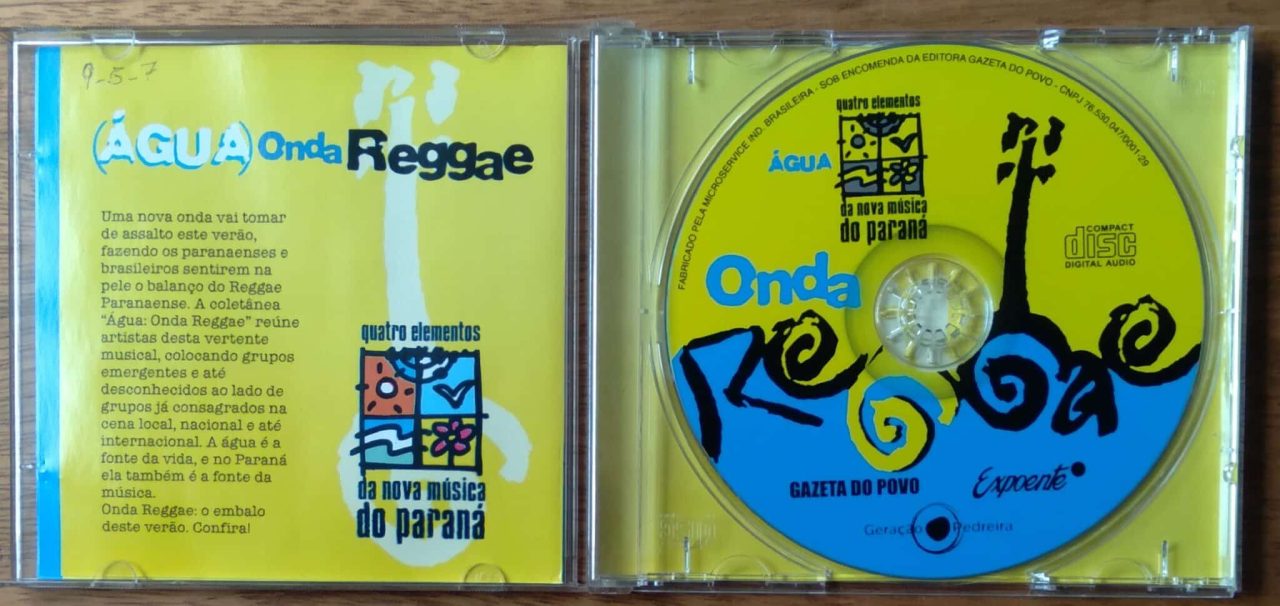 9-5-7
(ÁGUA) Onda Reggae
Uma nova onda vai tomar
de assalto este verão,
fazendo os paranaenses e
brasileiros sentirem na
pele o balanço do Reggae
Paranaense. A coletânea
"Água: Onda Reggae" reúne
artistas desta vertente
musical, colocando grupos
emergentes e até
desconhecidos ao lado de
grupos já consagrados na
cena local, nacional e até
internacional. A água é a
fonte da vida, e no Paraná
ela também é a fonte da
música.
Onda Reggae: o embalo
deste verão. Confira!
quatro elementos
da nova música
do paraná
FABRICADO PELA MICROSERVICE IND. BRASILEIRA - SOB ENCOMENDA DA EDITORA GAZETA DO POVO - CNPJ 76.530.047/0001-29
quatro elementos
ÁGUA
da nova música
do paraná
COMPACT
disc
DIGITAL AUDIO
Onda
Reggae
GAZETA DO POVO
Expoente
Geração Pedreira